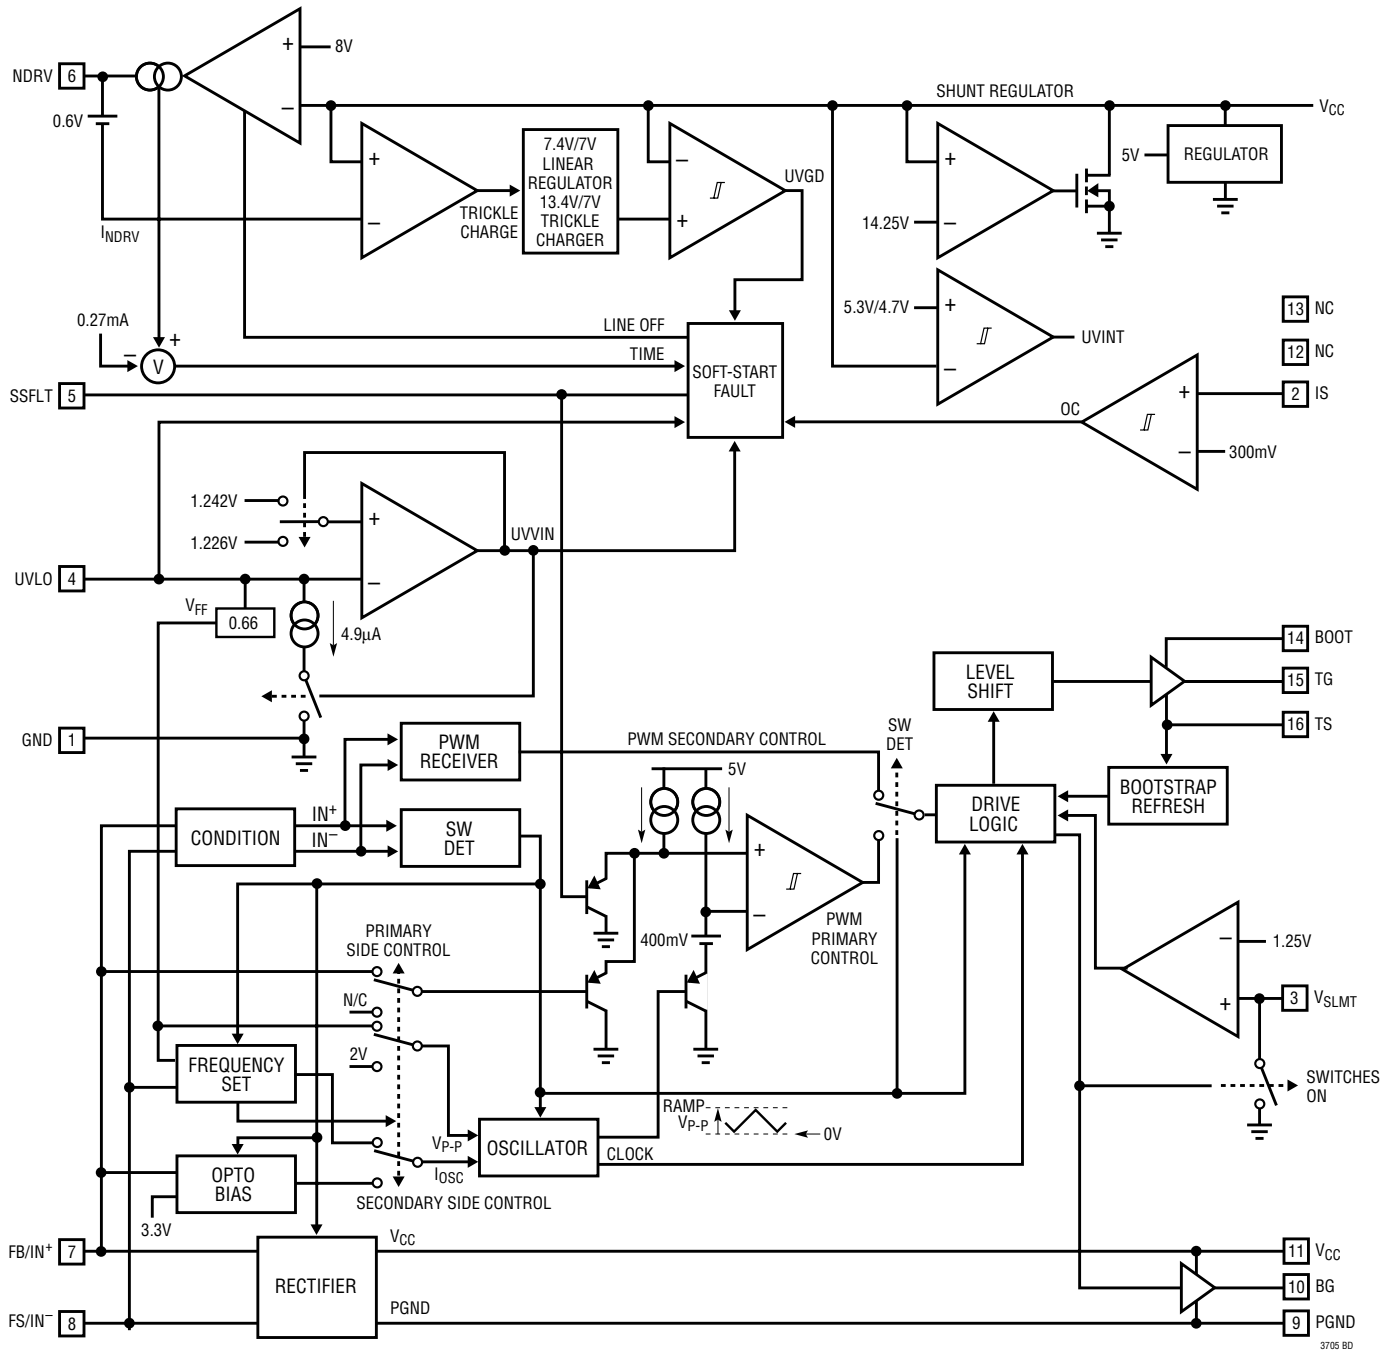 8V
+
NDRV 6
–
SHUNT REGULATOR
VCC
0.6V
7.4V/7V
LINEAR
REGULATOR
13.4V/7V
TRICKLE
CHARGER
+
–
TRICKLE
CHARGE
–
+
UVGD
+
–
14.25V
5V
REGULATOR
INDRV
0.27mA
–
+
V
LINE OFF
TIME
SOFT-START
FAULT
5.3V/4.7V
+
–
UVINT
13 NC
12 NC
2 IS
SSFLT 5
OC
+
–
300mV
1.242V
1.226V
+
–
UVVIN
UVLO 4
VFF
0.66
4.9µA
14 BOOT
15 TG
16 TS
LEVEL
SHIFT
GND 1
PWM
RECEIVER
PWM SECONDARY CONTROL
SW
DET
5V
BOOTSTRAP
REFRESH
DRIVE
LOGIC
CONDITION
IN+
IN–
SW
DET
+
–
PWM
PRIMARY
CONTROL
400mV
PRIMARY
SIDE CONTROL
–
1.25V
+
3 VSLMT
N/C
2V
FREQUENCY
SET
SWITCHES
ON
RAMP
VP-P
0V
VP-P
IOSC
OSCILLATOR
CLOCK
OPTO
BIAS
SECONDARY SIDE CONTROL
3.3V
FB/IN+ 7
VCC
11 VCC
RECTIFIER
10 BG
FS/IN– 8
PGND
9 PGND
3705 BD